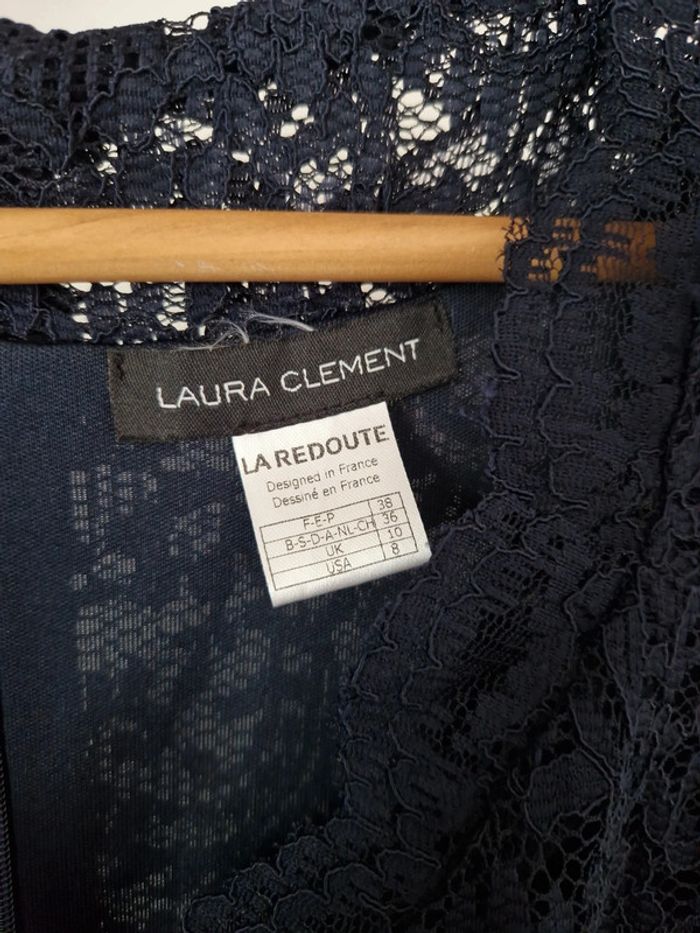 LAURA CLEMENT
LA REDOUTE
Designed in France
Dessiné en France
F-E-P 38
B-S-D-A-NL-CH 36
UK 10
USA 8